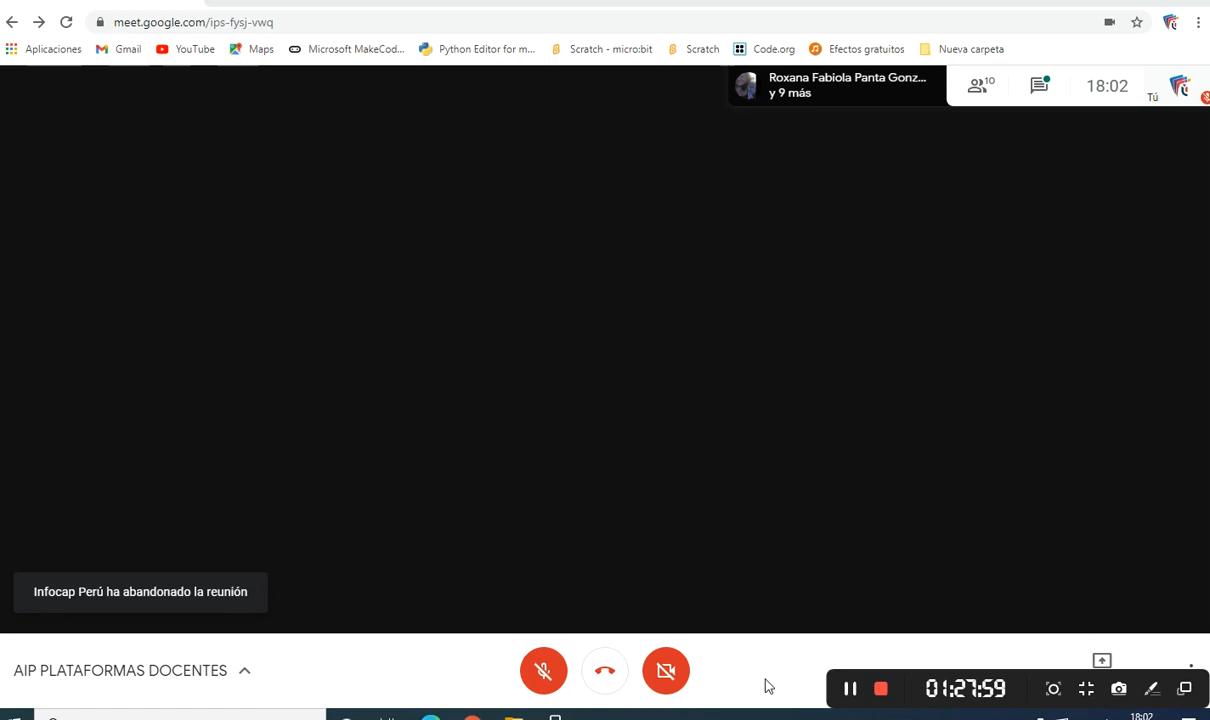 meet.google.com/ips-fysj-vwq
Aplicaciones
Gmail
YouTube
Maps
Microsoft MakeCod...
Python Editor for m...
Scratch - micro:bit
Scratch
Code.org
Efectos gratuitos
Nueva carpeta
Roxana Fabiola Panta Gonz...
y 9 más
10
18:02
Tú
Infocap Perú ha abandonado la reunión
AIP PLATAFORMAS DOCENTES
01:27:59
18:02